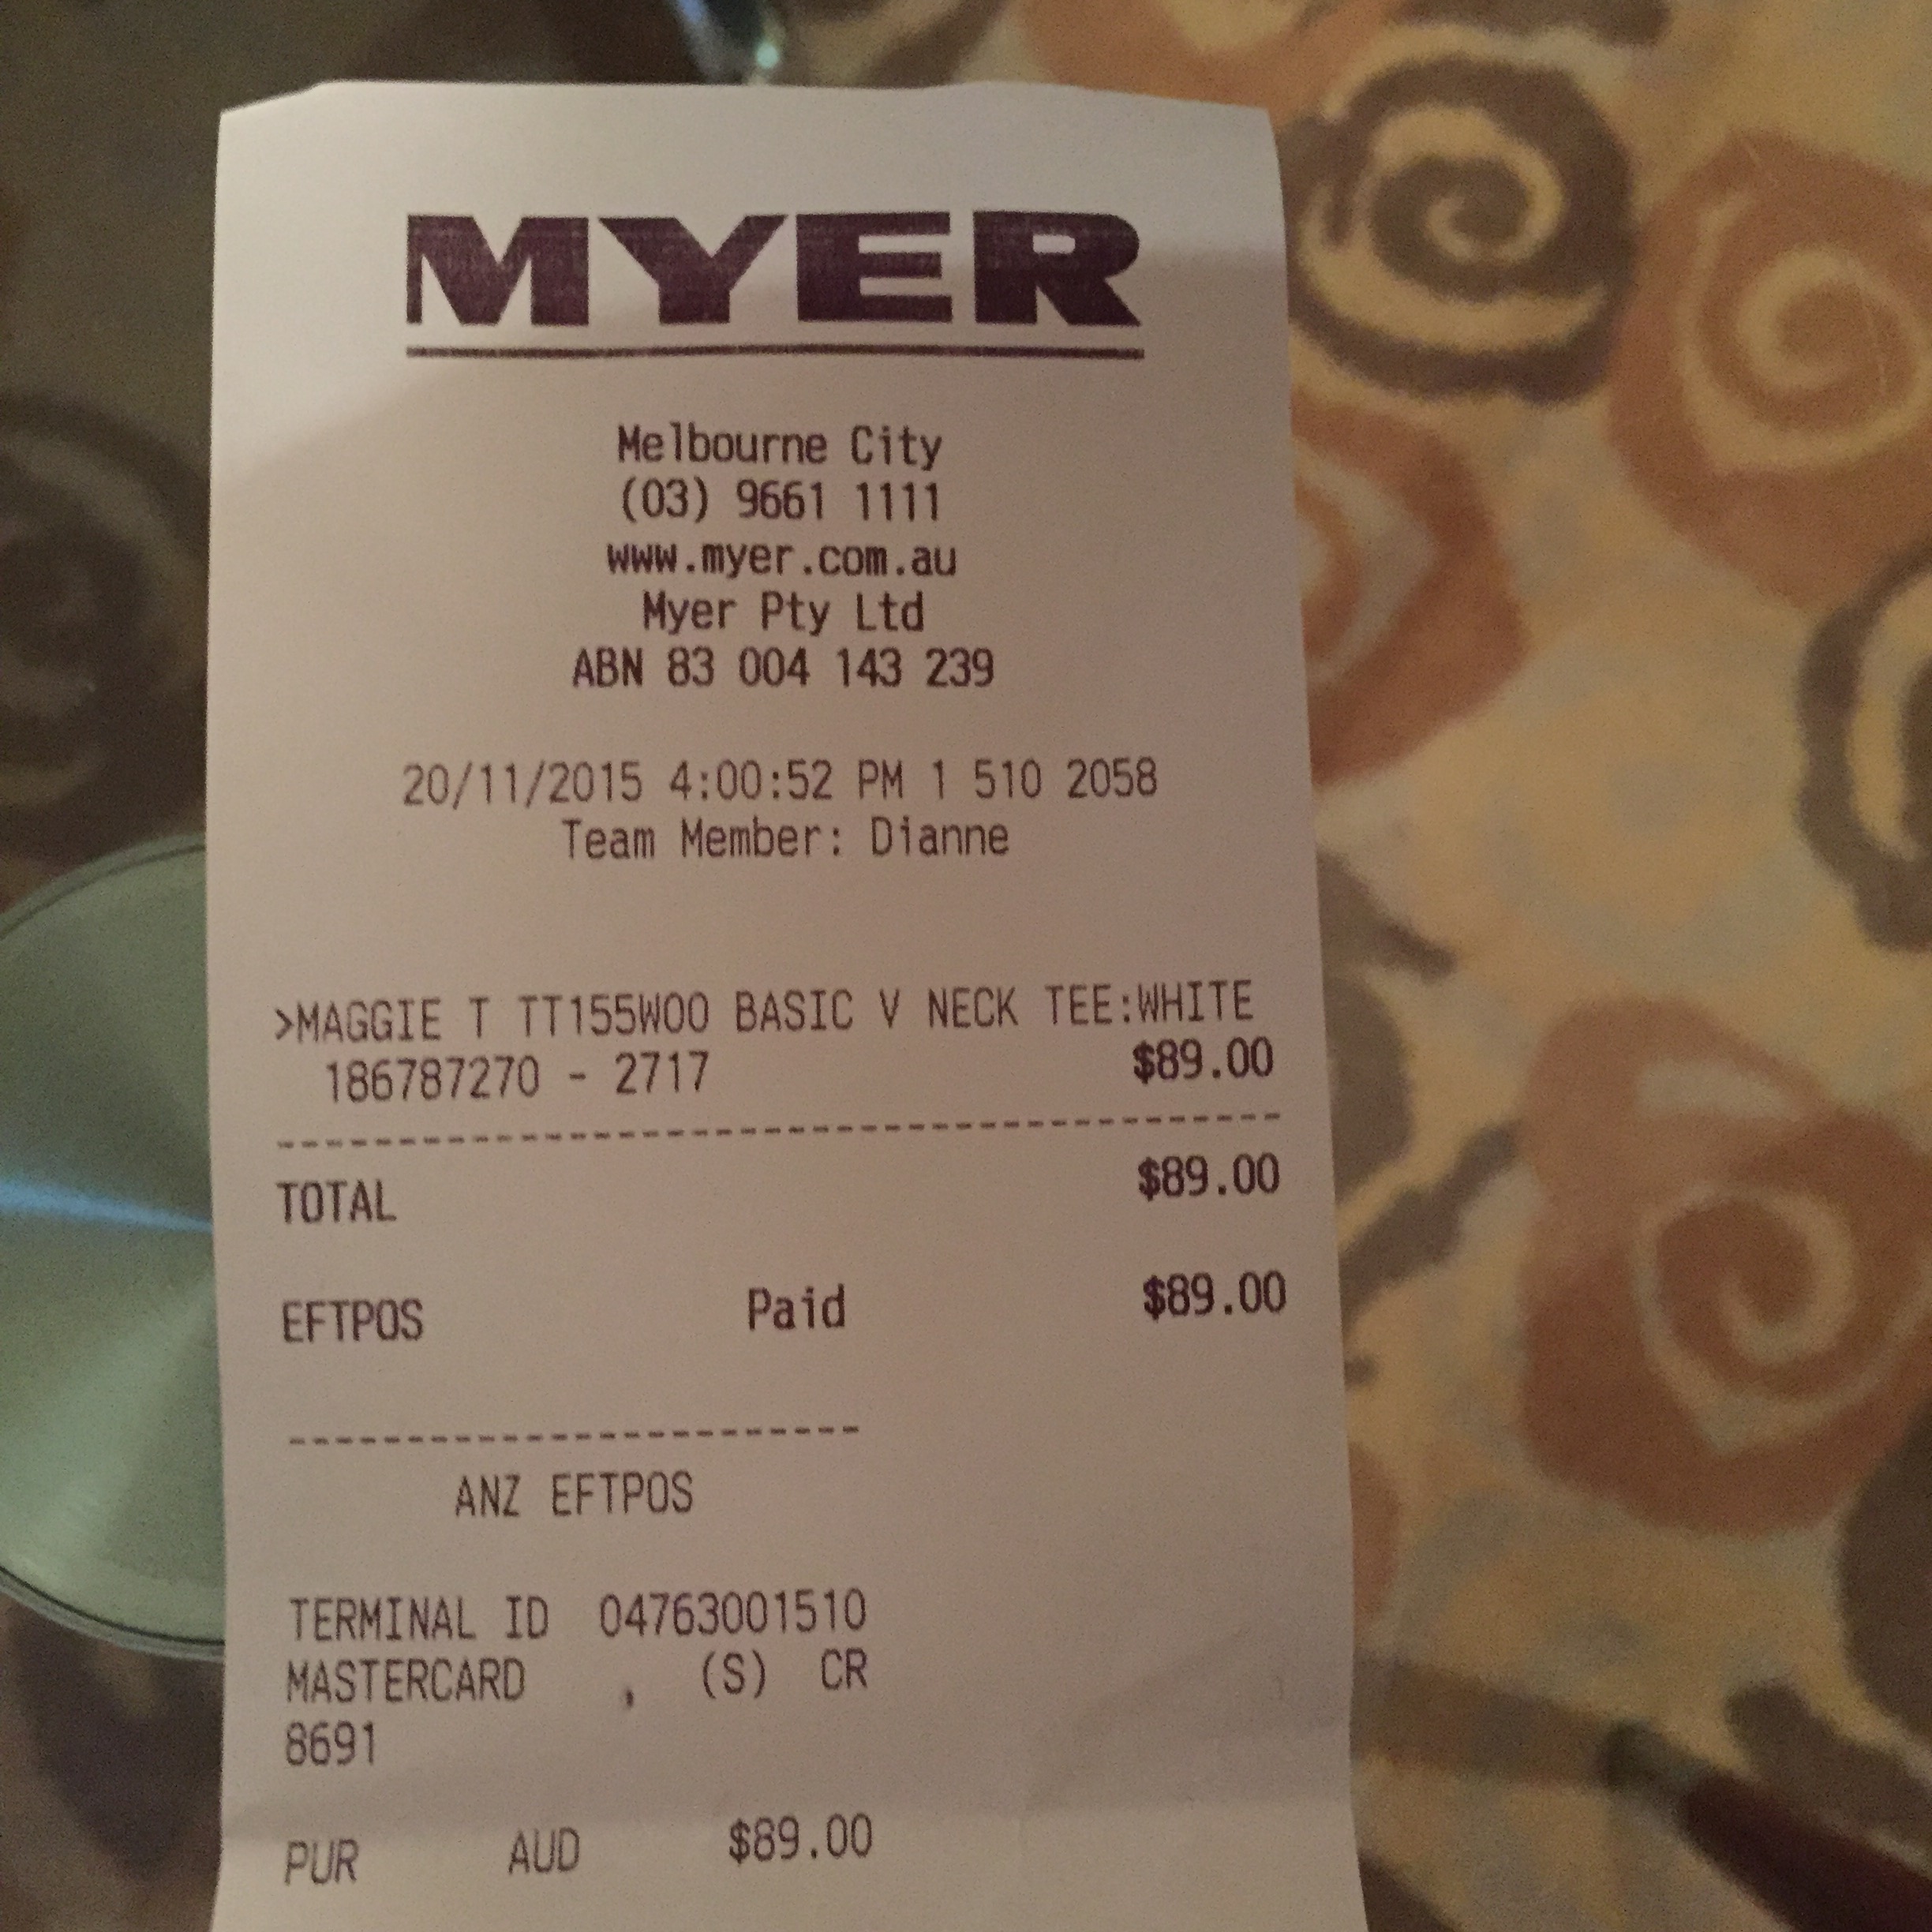 MYER
Melbourne City
(03) 9661 1111
www.myer.com.au
Myer Pty Ltd
ABN 83 004 143 239
20/11/2015 4:00:52 PM 1 510 2058
Team Member: Dianne
>MAGGIE T TT155WOO BASIC V NECK TEE:WHITE
186787270 - 2717 $89.00
TOTAL $89.00
EFTPOS Paid $89.00
ANZ EFTPOS
TERMINAL ID 04763001510
MASTERCARD , (S) CR
8691
PUR AUD $89.00